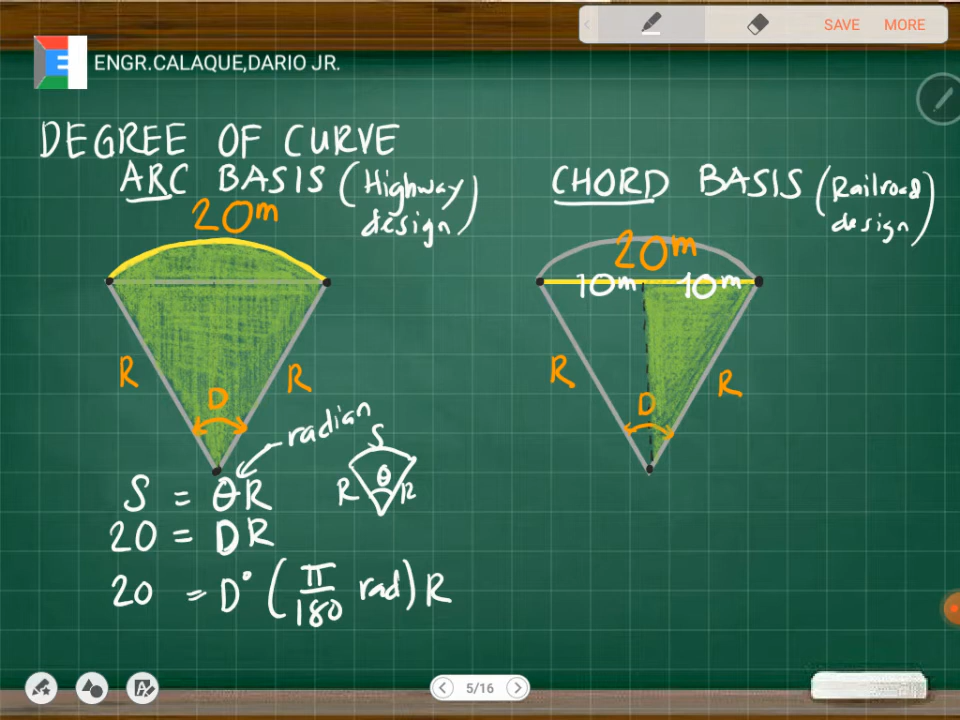 SAVE MORE
ENGR.CALAQUE,DARIO JR.
DEGREE OF CURVE
ARC BASIS (Highway design)
20m
R
R
D
radian
S = θR
S
θ
R
R
20 = DR
20 = D° (π/180 rad) R
CHORD BASIS (Railroad design)
20m
10m 10m
R
R
D
5/16